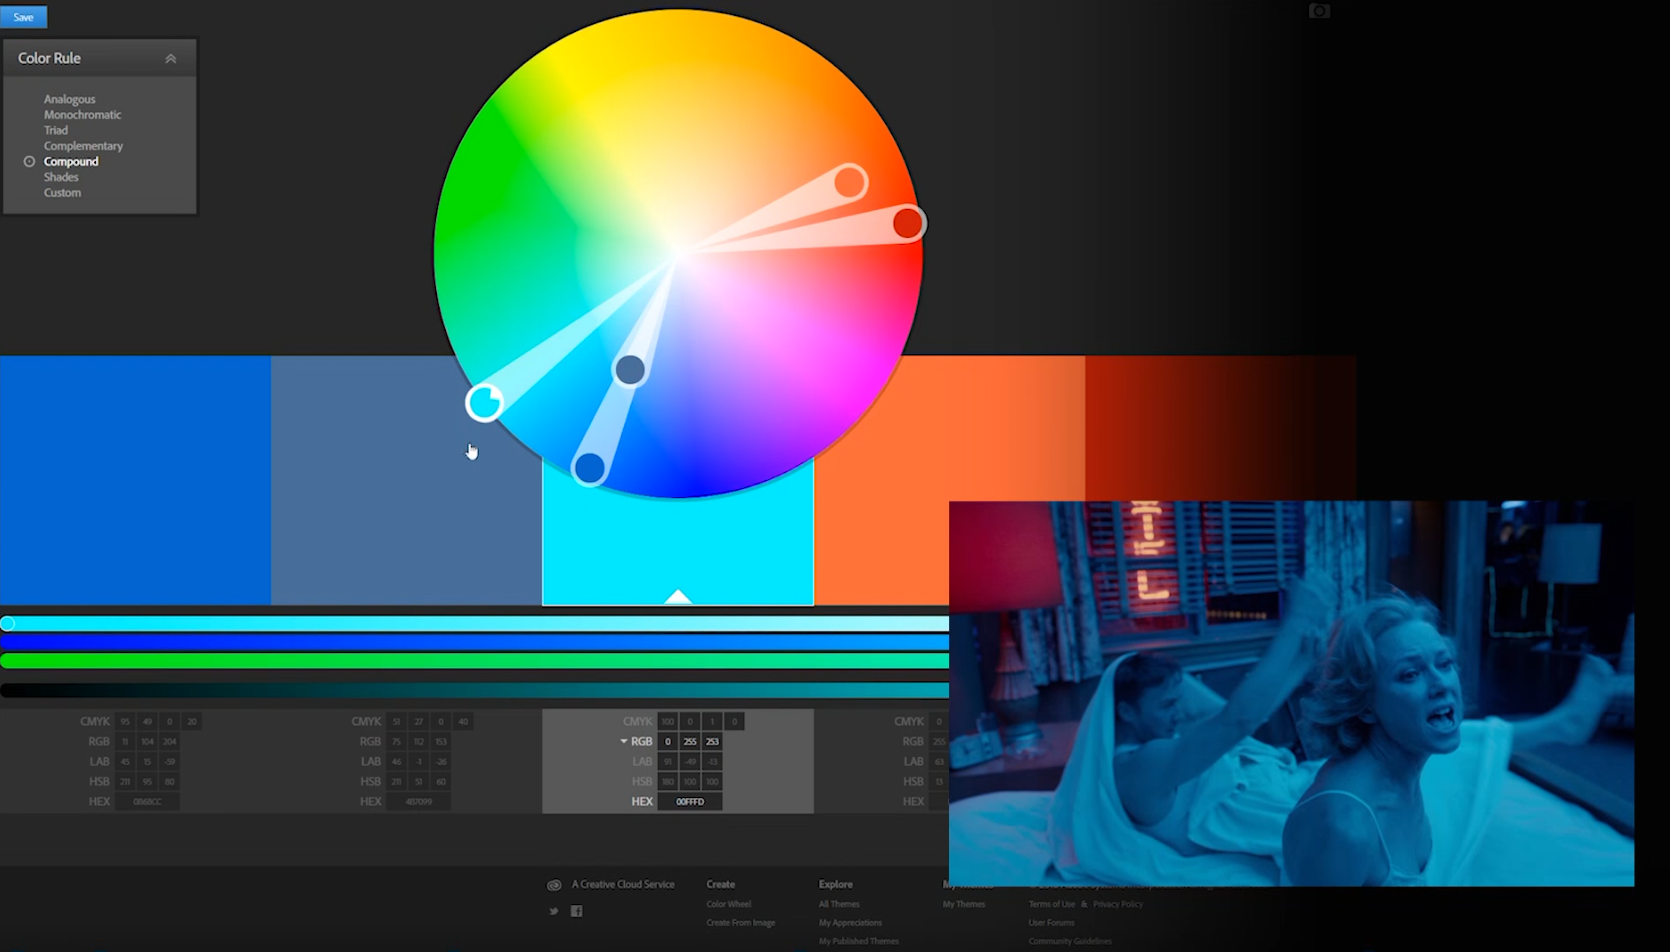 Save
Color Rule
Analogous
Monochromatic
Triad
Complementary
Compound
Shades
Custom
CMYK 95 49 0 20
RGB 11 104 204
LAB 45 15 -59
HSB 211 95 80
HEX 0B68CC
CMYK 51 27 0 40
RGB 75 112 153
LAB 46 -1 -26
HSB 211 51 60
HEX 4B7099
CMYK 100 0 1 0
RGB 0 255 253
LAB 91 -49 -13
HSB 180 100 100
HEX 00FFFD
CMYK 0
RGB 255
LAB 63
HSB 13
HEX
A Creative Cloud Service
Create
Color Wheel
Create From Image
Explore
All Themes
My Appreciations
My Published Themes
My Themes
My Themes
Terms of Use & Privacy Policy
User Forums
Community Guidelines